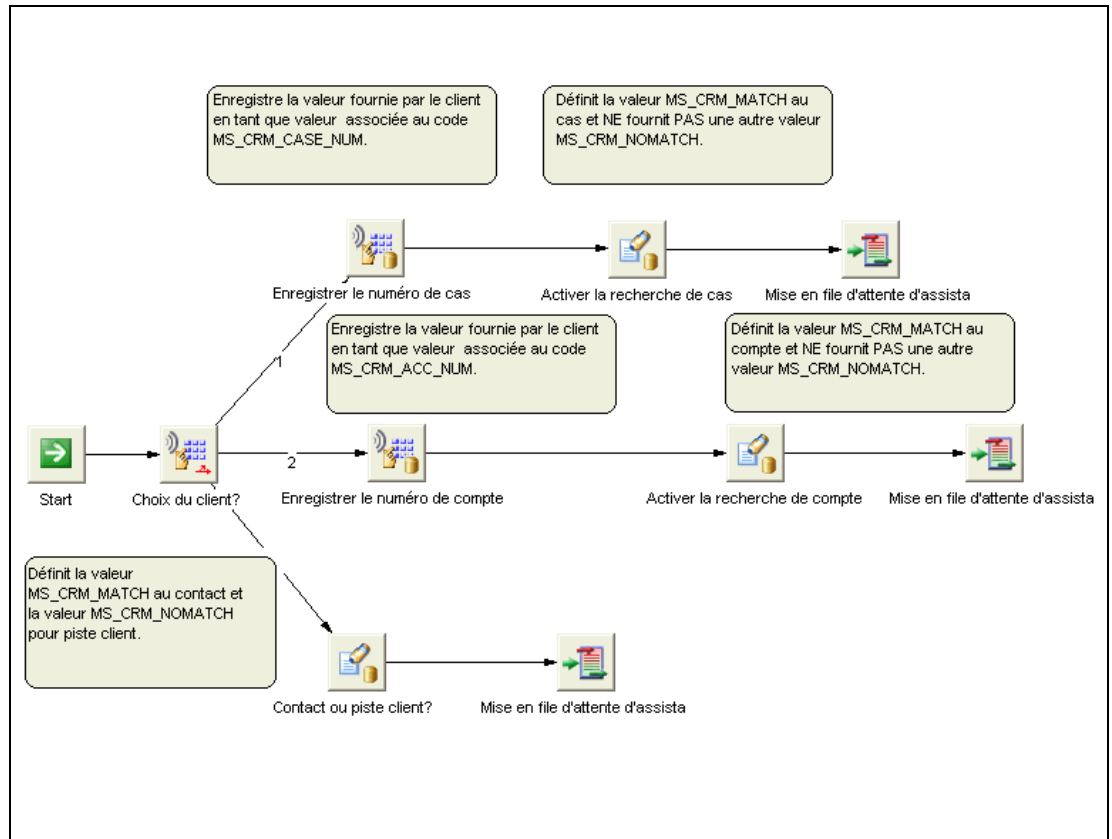 Enregistre la valeur fournie par le client
en tant que valeur associée au code
MS_CRM_CASE_NUM.
Définit la valeur MS_CRM_MATCH au
cas et NE fournit PAS une autre valeur
MS_CRM_NOMATCH.
Enregistrer le numéro de cas
Activer la recherche de cas
Mise en file d'attente d'assista
1
Enregistre la valeur fournie par le client
en tant que valeur associée au code
MS_CRM_ACC_NUM.
Définit la valeur MS_CRM_MATCH au
compte et NE fournit PAS une autre
valeur MS_CRM_NOMATCH.
2
Start
Choix du client?
Enregistrer le numéro de compte
Activer la recherche de compte
Mise en file d'attente d'assista
Définit la valeur
MS_CRM_MATCH au contact et
la valeur MS_CRM_NOMATCH
pour piste client.
Contact ou piste client?
Mise en file d'attente d'assista